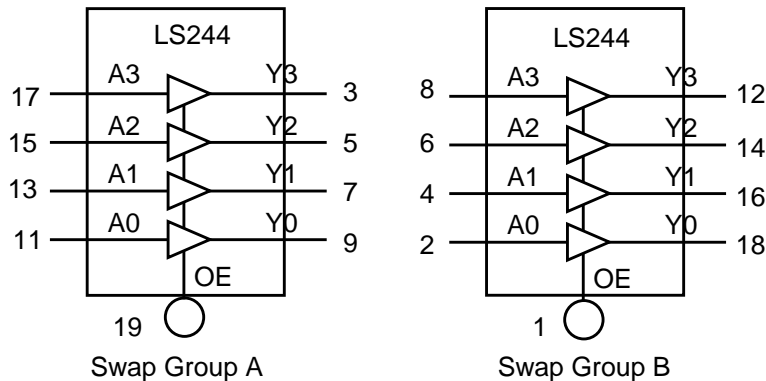 LS244
17 A3 Y3 3
15 A2 Y2 5
13 A1 Y1 7
11 A0 Y0 9
OE
19
Swap Group A
LS244
8 A3 Y3 12
6 A2 Y2 14
4 A1 Y1 16
2 A0 Y0 18
OE
1
Swap Group B